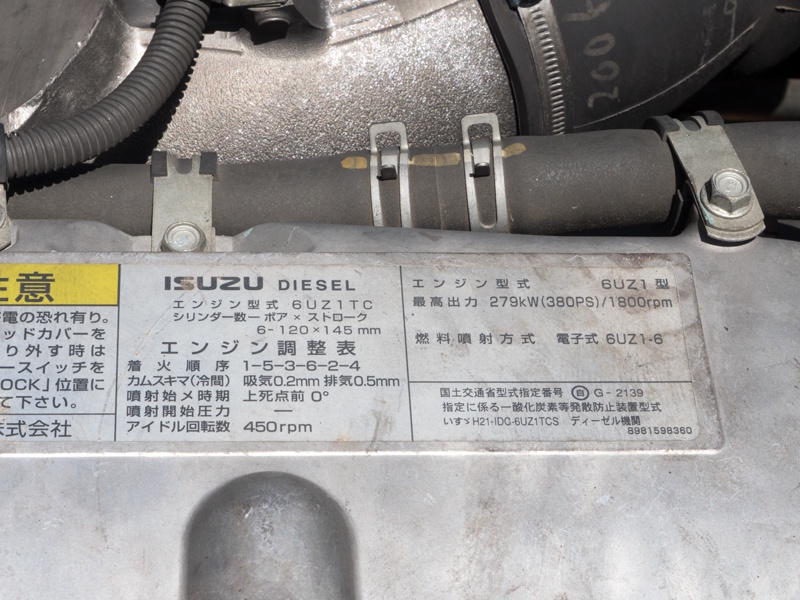 2004
注意
電の恐れ有り。
ッドカバーを
り外す時は
ースイッチを
OCK」位置に
て下さい。
株式会社
ISUZU DIESEL
エンジン型式 6UZ1TC
シリンダー数ー ボア × ストローク
6-120×145 mm
エンジン調整表
着火順序 1-5-3-6-2-4
カムスキマ(冷間) 吸気0.2mm 排気0.5mm
噴射始メ時期 上死点前 0°
噴射開始圧力 —
アイドル回転数 450rpm
エンジン型式 6UZ1型
最高出力 279kW(380PS)/1800rpm
燃料噴射方式 電子式 6UZ1-6
国土交通省型式指定番号 自 G-2139
指定に係る一酸化炭素等発散防止装置型式
いすゞH21-IDG-6UZ1TCS ディーゼル機関
8981598360